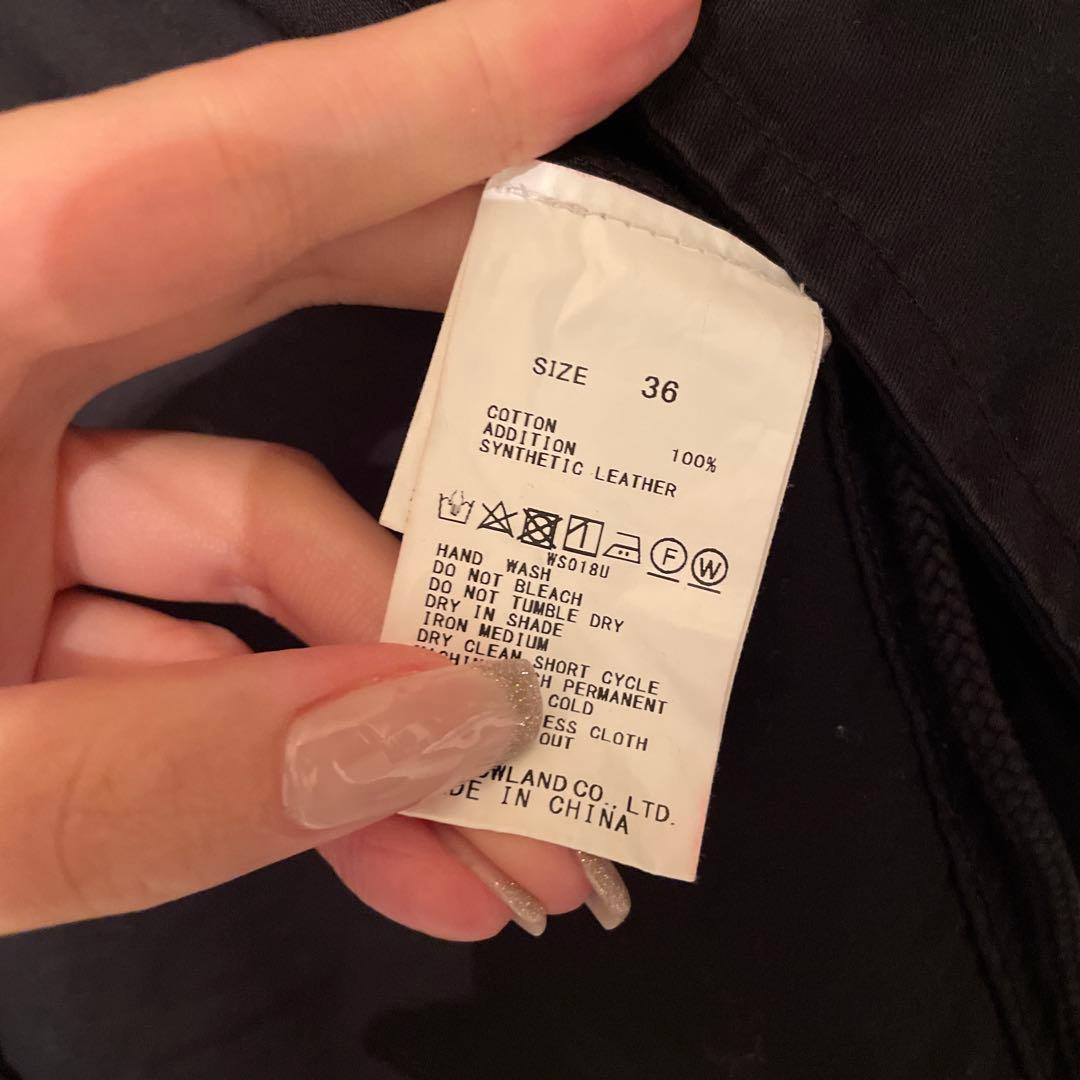 SIZE 36
COTTON 100%
ADDITION
SYNTHETIC LEATHER
F W
WS018U
HAND WASH
DO NOT BLEACH
DO NOT TUMBLE DRY
DRY IN SHADE
IRON MEDIUM
DRY CLEAN SHORT CYCLE
PERMANENT
COLD
CLOTH
OUT
CO., LTD.
IN CHINA